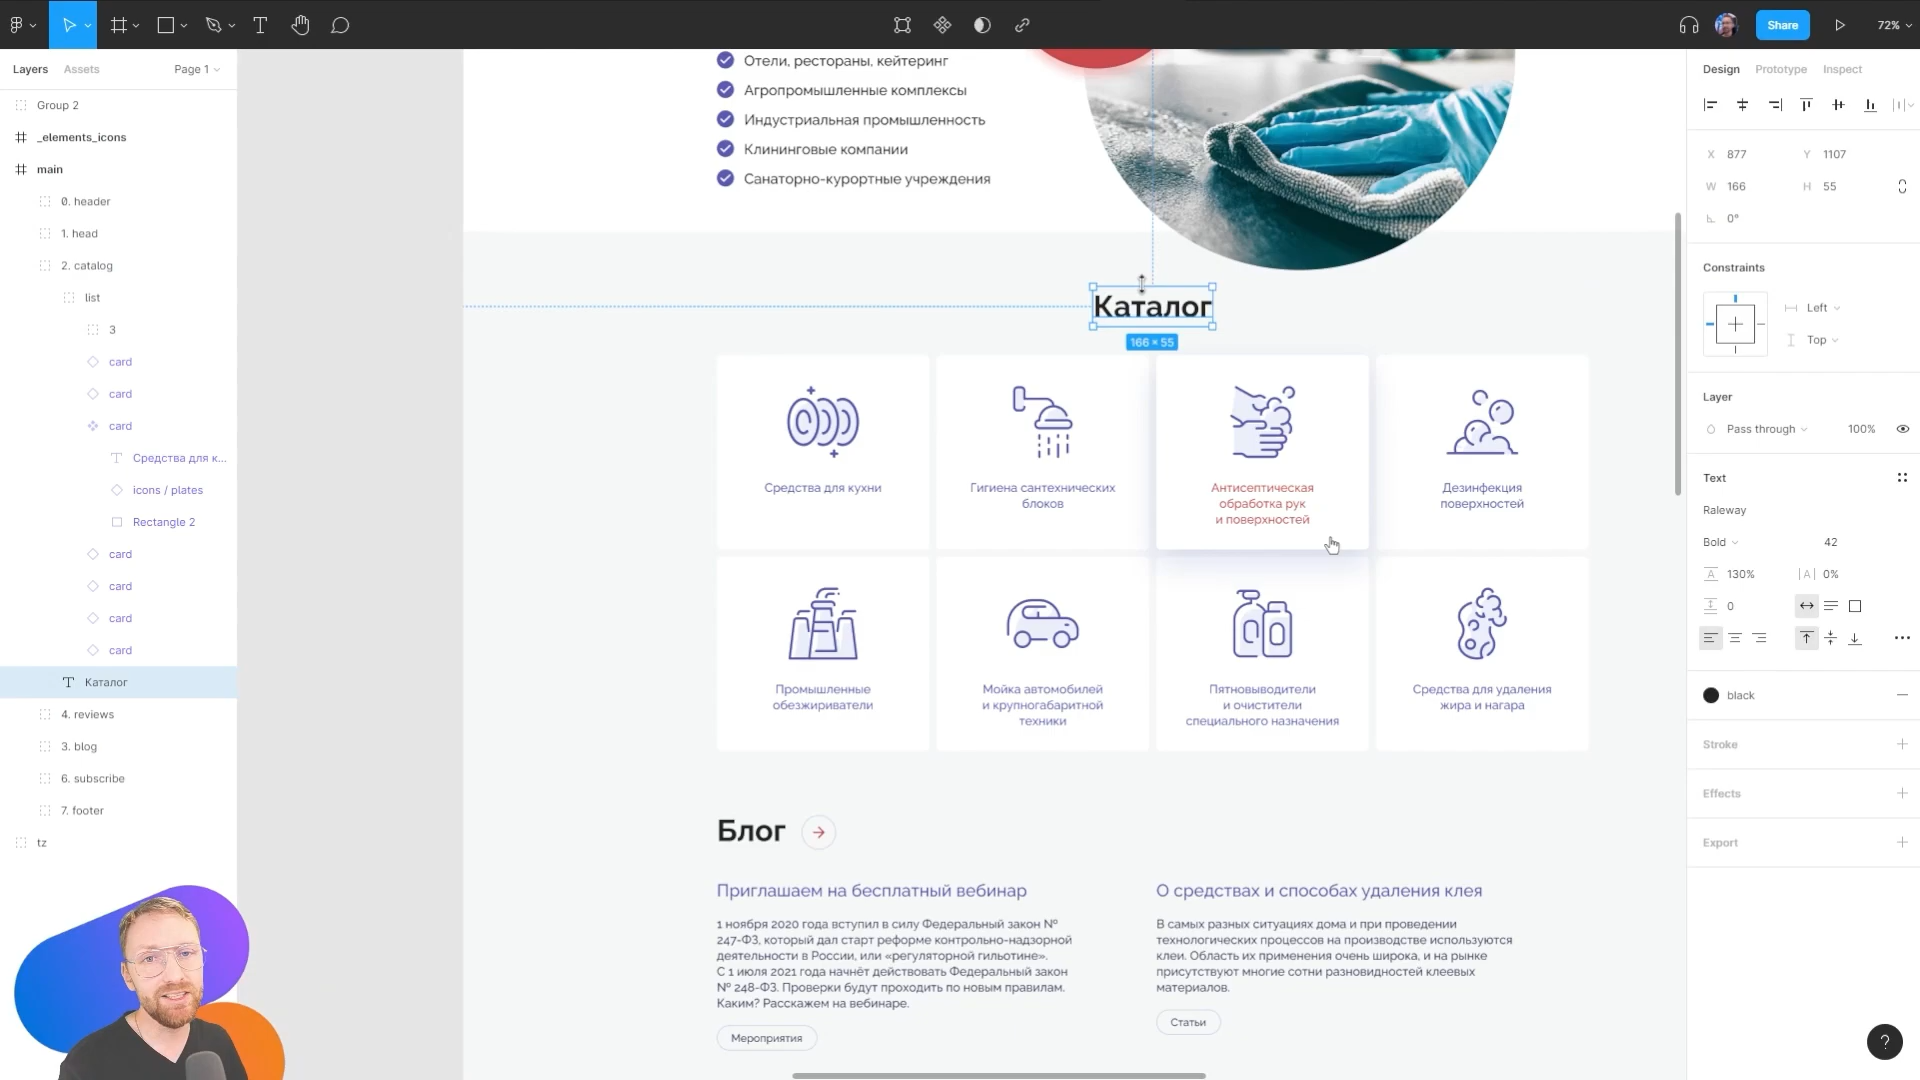 Share
72%
Layers
Assets
Page 1
Group 2
_elements_icons
main
0. header
1. head
2. catalog
list
3
card
card
card
Средства для к...
icons / plates
Rectangle 2
card
card
card
card
Каталог
4. reviews
3. blog
6. subscribe
7. footer
tz
Отели, рестораны, кейтеринг
Агропромышленные комплексы
Индустриальная промышленность
Клининговые компании
Санаторно-курортные учреждения
Каталог
166 × 55
Средства для кухни
Гигиена сантехнических
блоков
Антисептическая
обработка рук
и поверхностей
Дезинфекция
поверхностей
Промышленные
обезжириватели
Мойка автомобилей
и крупногабаритной
техники
Пятновыводители
и очистители
специального назначения
Средства для удаления
жира и нагара
Блог
Приглашаем на бесплатный вебинар
1 ноября 2020 года вступил в силу Федеральный закон №
247-ФЗ, который дал старт реформе контрольно-надзорной
деятельности в России, или «регуляторной гильотине».
С 1 июля 2021 года начнёт действовать Федеральный закон
№ 248-ФЗ. Проверки будут проходить по новым правилам.
Каким? Расскажем на вебинаре.
Мероприятия
О средствах и способах удаления клея
В самых разных ситуациях дома и при проведении
технологических процессов на производстве используются
клеи. Область их применения очень широка, и на рынке
присутствуют многие сотни разновидностей клеевых
материалов.
Статьи
Design
Prototype
Inspect
X 877
Y 1107
W 166
H 55
0°
Constraints
Left
Top
Layer
Pass through
100%
Text
Raleway
Bold
42
130%
0%
0
black
Stroke
Effects
Export
?